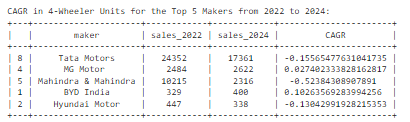 CAGR in 4-Wheeler Units for the Top 5 Makers from 2022 to 2024:
+---+--------------------+------------+------------+----------------------+
|   | maker | sales_2022 | sales_2024 | CAGR |
+---+--------------------+------------+------------+----------------------+
| 8 | Tata Motors | 24352 | 17361 | -0.15565477631041735 |
| 4 | MG Motor | 2484 | 2622 | 0.027402333828162817 |
| 5 | Mahindra & Mahindra | 10215 | 2316 | -0.52384308907891 |
| 1 | BYD India | 329 | 400 | 0.10263569283994256 |
| 2 | Hyundai Motor | 447 | 338 | -0.13042991928215353 |
+---+--------------------+------------+------------+----------------------+